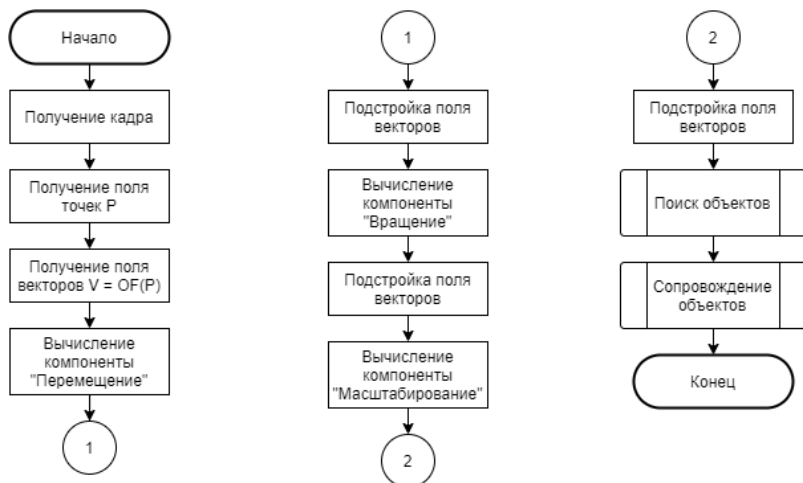 Начало
Получение кадра
Получение поля
точек P
Получение поля
векторов V = OF(P)
Вычисление
компоненты
"Перемещение"
1
1
Подстройка поля
векторов
Вычисление
компоненты
"Вращение"
Подстройка поля
векторов
Вычисление
компоненты
"Масштабирование"
2
2
Подстройка поля
векторов
Поиск объектов
Сопровождение
объектов
Конец